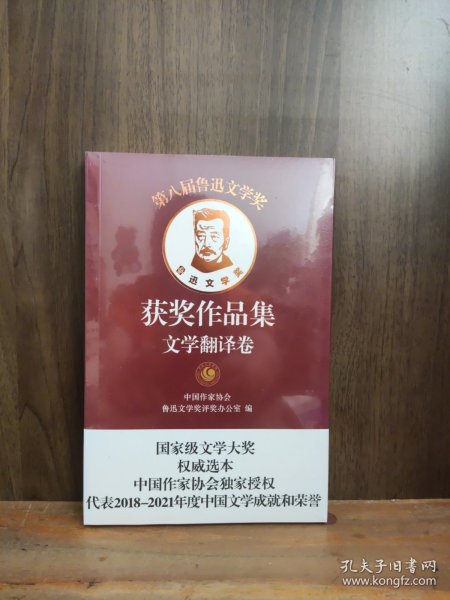 第八届鲁迅文学奖
鲁迅文学奖
获奖作品集
文学翻译卷
中国作家协会
鲁迅文学奖评奖办公室 编
国家级文学大奖
权威选本
中国作家协会独家授权
代表2018-2021年度中国文学成就和荣誉
孔夫子旧书网
www.kongfz.com